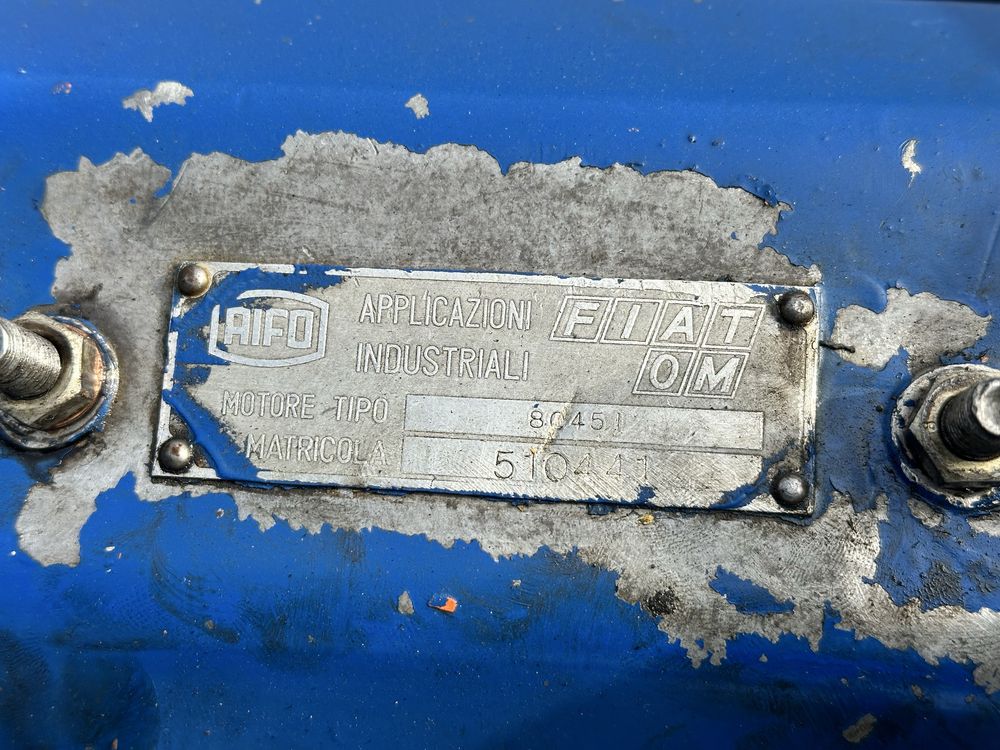 AIFO APPLICAZIONI FIAT
INDUSTRIALI OM
MOTORE TIPO 8045I
MATRICOLA 510441